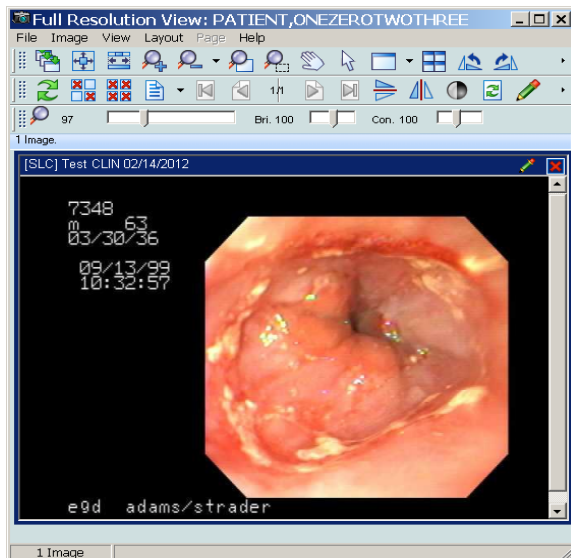 Full Resolution View: PATIENT,ONEZEROTWOTHREE
File Image View Layout Page Help
1/1
97 Bri. 100 Con. 100
1 Image.
[SLC] Test CLIN 02/14/2012
7348
m 63
03/30/36
09/13/99
10:32:57
egd adams/strader
1 Image